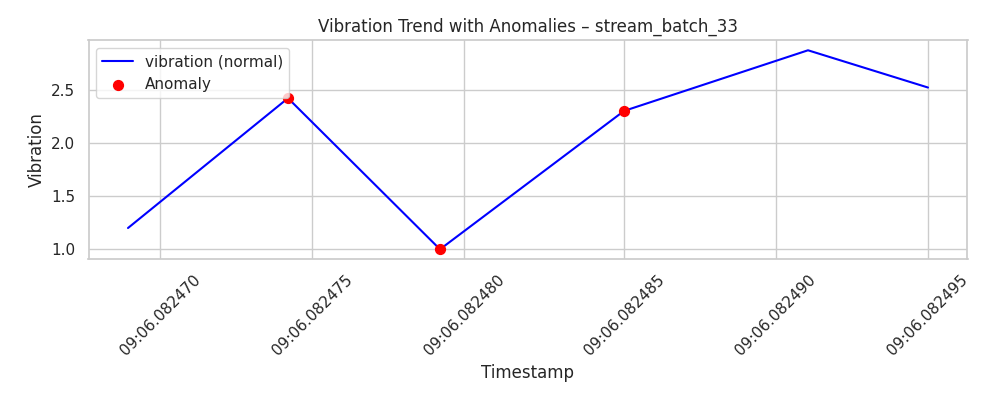 Vibration Trend with Anomalies – stream_batch_33
vibration (normal)
Anomaly
Vibration
2.5
2.0
1.5
1.0
09:06.082470
09:06.082475
09:06.082480
09:06.082485
09:06.082490
09:06.082495
Timestamp